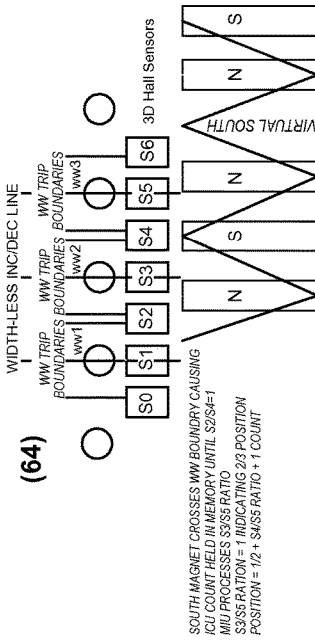 (64)
WIDTH-LESS INC/DEC LINE
WW TRIP BOUNDARIES
WW TRIP BOUNDARIES
WW TRIP BOUNDARIES
ww1
ww2
ww3
S0
S1
S2
S3
S4
S5
S6
3D Hall Sensors
SOUTH MAGNET CROSSES WW BOUNDRY CAUSING
ICU COUNT HELD IN MEMORY UNTIL S2/S4=1
MIU PROCESSES S3/S5 RATIO
S3/S5 RATION = 1 INDICATING 2/3 POSITION
POSITION = 1/2 + S4/S5 RATIO + 1 COUNT
N
S
N
VIRTUAL SOUTH
N
S